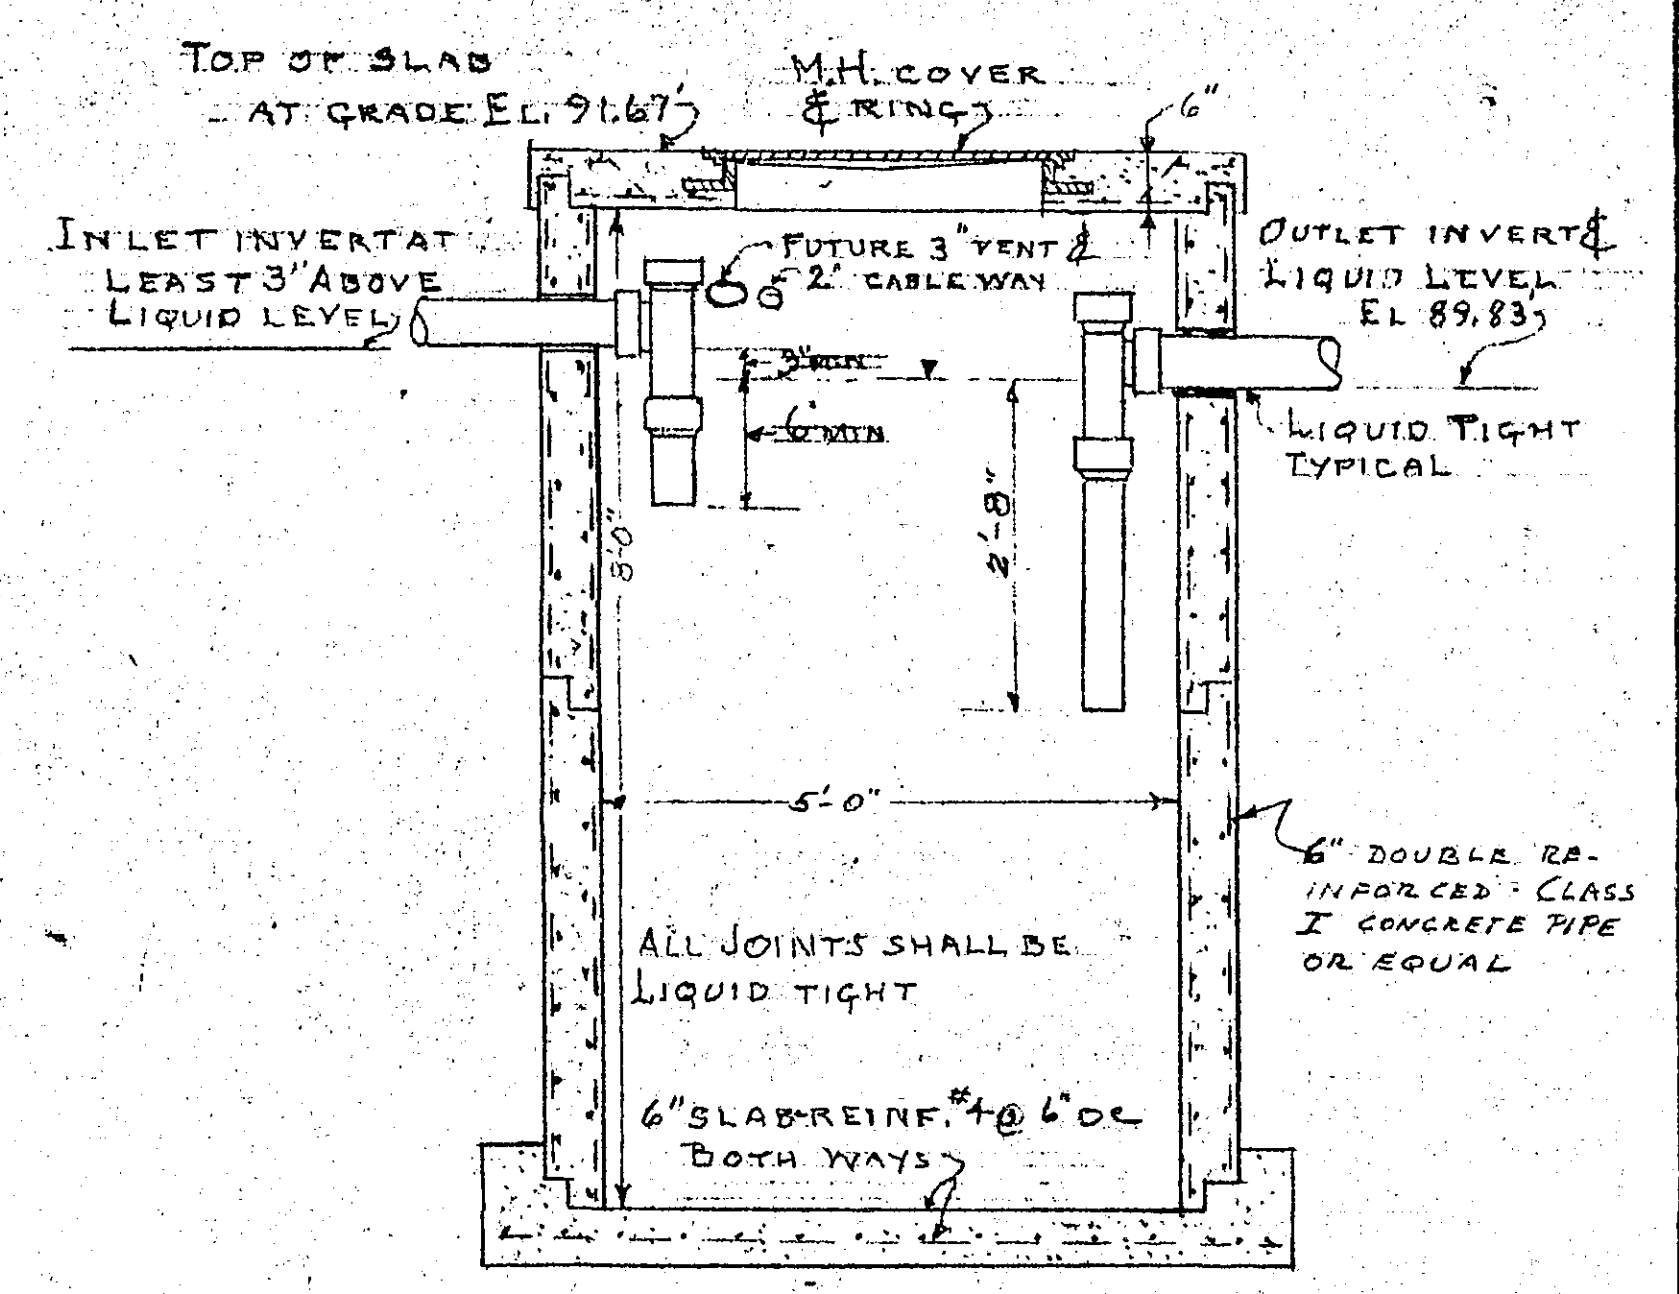 TOP OF SLAB
AT GRADE EL. 91.67'
M.H. COVER
& RING
6"
INLET INVERT AT
LEAST 3" ABOVE
LIQUID LEVEL
FUTURE 3" VENT &
2" CABLE WAY
OUTLET INVERT &
LIQUID LEVEL
EL 89.83'
3" MIN
6" MIN
LIQUID TIGHT
TYPICAL
8'-0"
2'-8"
5'-0"
6" DOUBLE RE-
INFORCED - CLASS
I CONCRETE PIPE
OR EQUAL
ALL JOINTS SHALL BE
LIQUID TIGHT
6" SLAB-REINF. #4 @ 6" OC
BOTH WAYS